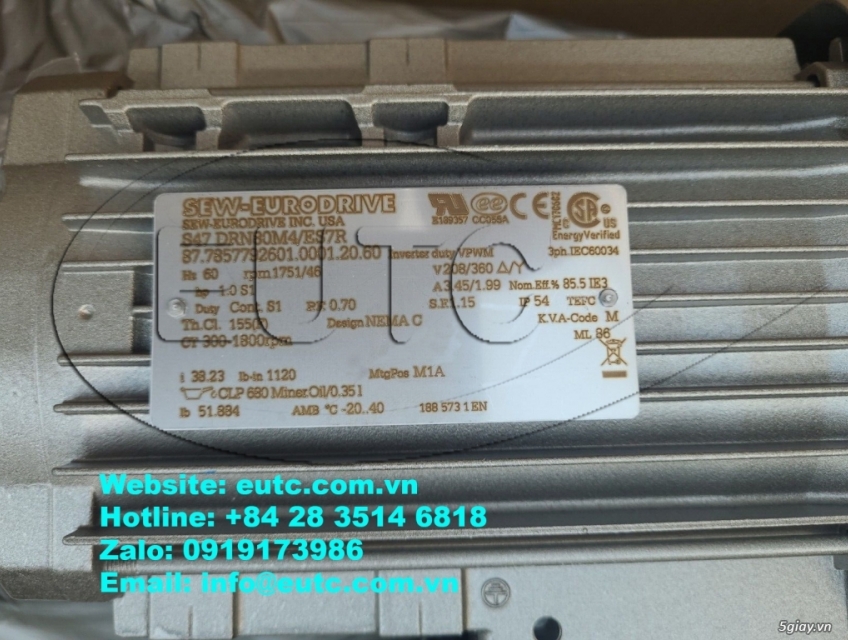 SEW-EURODRIVE
SEW-EURODRIVE INC. USA
E189357 CC056A
EnergyVerified
S47 DRN80M4/ES7R
87.7857792601.0001.20.60 Inverter duty VPWM 3ph.IEC60034
Hz 60 rpm 1751/46 V 208/360 Δ/Y
hp 1.0 S1 A 3.45/1.99 Nom.Eff.% 85.5 IE3
Duty Cont. S1 P.F. 0.70 S.F. 1.15 IP 54 TEFC
Th.Cl. 155(F) Design NEMA C K.V.A-Code M
CT 300-1800rpm ML 86
i 38.23 lb-in 1120 MtgPos M1A
CLP 680 Miner.Oil/0.35 l
lb 51.884 AMB °C -20..40 188 573 1 EN
EUTC
Website: eutc.com.vn
Hotline: +84 28 3514 6818
Zalo: 0919173986
Email: info@eutc.com.vn
5giay.vn